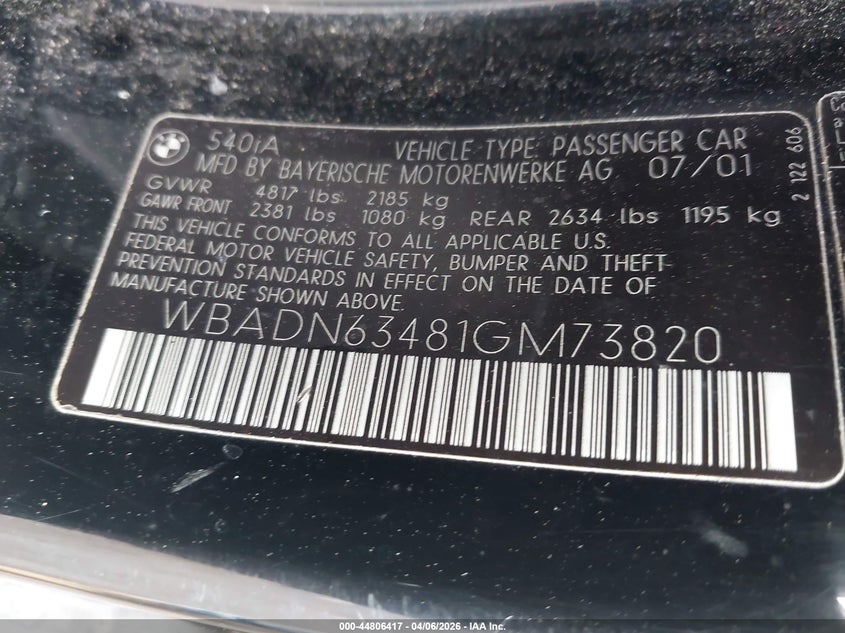 BMW
540iA VEHICLE TYPE: PASSENGER CAR
MFD BY BAYERISCHE MOTORENWERKE AG 07/01
GVWR 4817 lbs 2185 kg
GAWR FRONT 2381 lbs 1080 kg REAR 2634 lbs 1195 kg
THIS VEHICLE CONFORMS TO ALL APPLICABLE U.S.
FEDERAL MOTOR VEHICLE SAFETY, BUMPER AND THEFT
PREVENTION STANDARDS IN EFFECT ON THE DATE OF
MANUFACTURE SHOWN ABOVE.
WBADN63481GM73820
2 122 606
000-44806417 - 04/06/2026 - IAA Inc.